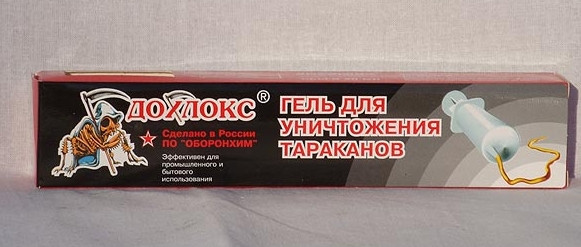 ДОХЛОКС®
Сделано в России
ПО "ОБОРОНХИМ"
Эффективен для
промышленного и
бытового
использования
ГЕЛЬ ДЛЯ
УНИЧТОЖЕНИЯ
ТАРАКАНОВ